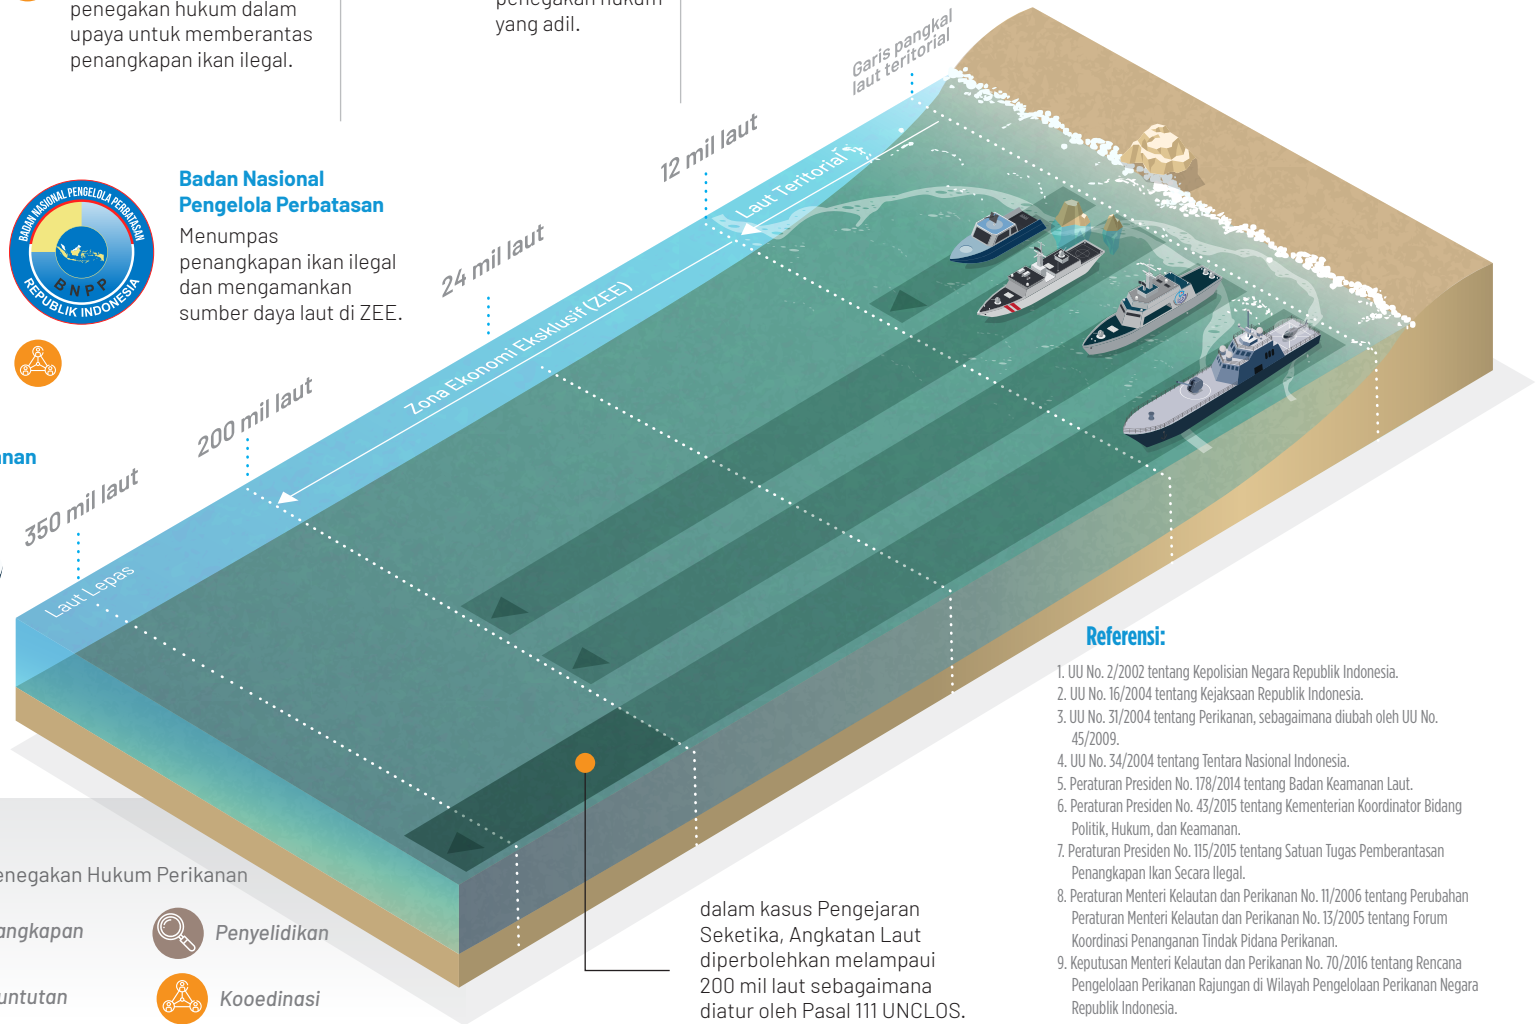 penegakan hukum dalam
upaya untuk memberantas
penangkapan ikan ilegal.
penegakan hukum
yang adil.
Garis pangkal
laut teritorial
12 mil laut
24 mil laut
200 mil laut
350 mil laut
Laut Teritorial
Zona Ekonomi Eksklusif (ZEE)
Laut Lepas
BADAN NASIONAL PENGELOLA PERBATASAN
BNPP
REPUBLIK INDONESIA
Badan Nasional
Pengelola Perbatasan
Menumpas
penangkapan ikan ilegal
dan mengamankan
sumber daya laut di ZEE.
anan
enegakan Hukum Perikanan
angkapan
Penyelidikan
untutan
Kooedinasi
dalam kasus Pengejaran
Seketika, Angkatan Laut
diperbolehkan melampaui
200 mil laut sebagaimana
diatur oleh Pasal 111 UNCLOS.
Referensi:
1. UU No. 2/2002 tentang Kepolisian Negara Republik Indonesia.
2. UU No. 16/2004 tentang Kejaksaan Republik Indonesia.
3. UU No. 31/2004 tentang Perikanan, sebagaimana diubah oleh UU No.
45/2009.
4. UU No. 34/2004 tentang Tentara Nasional Indonesia.
5. Peraturan Presiden No. 178/2014 tentang Badan Keamanan Laut.
6. Peraturan Presiden No. 43/2015 tentang Kementerian Koordinator Bidang
Politik, Hukum, dan Keamanan.
7. Peraturan Presiden No. 115/2015 tentang Satuan Tugas Pemberantasan
Penangkapan Ikan Secara Ilegal.
8. Peraturan Menteri Kelautan dan Perikanan No. 11/2006 tentang Perubahan
Peraturan Menteri Kelautan dan Perikanan No. 13/2005 tentang Forum
Koordinasi Penanganan Tindak Pidana Perikanan.
9. Keputusan Menteri Kelautan dan Perikanan No. 70/2016 tentang Rencana
Pengelolaan Perikanan Rajungan di Wilayah Pengelolaan Perikanan Negara
Republik Indonesia.